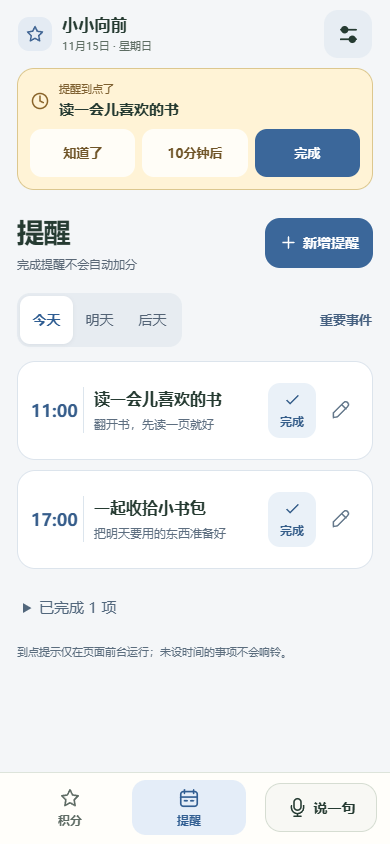 小小向前
11月15日 · 星期日
提醒到点了
读一会儿喜欢的书
知道了
10分钟后
完成
提醒
完成提醒不会自动加分
新增提醒
今天
明天
后天
重要事件
11:00
读一会儿喜欢的书
翻开书，先读一页就好
完成
17:00
一起收拾小书包
把明天要用的东西准备好
完成
已完成 1 项
到点提示仅在页面前台运行；未设时间的事项不会响铃。
积分
提醒
说一句